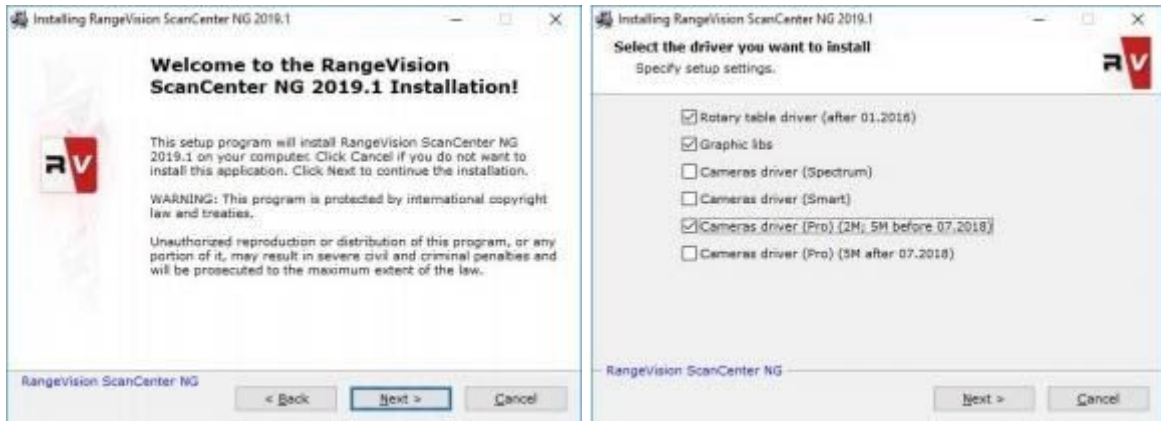 Installing RangeVision ScanCenter NG 2019.1
Welcome to the RangeVision
ScanCenter NG 2019.1 Installation!
RV
This setup program will install RangeVision ScanCenter NG
2019.1 on your computer. Click Cancel if you do not want to
install this application. Click Next to continue the installation.
WARNING: This program is protected by international copyright
law and treaties.
Unauthorized reproduction or distribution of this program, or any
portion of it, may result in severe civil and criminal penalties and
will be prosecuted to the maximum extent of the law.
RangeVision ScanCenter NG
< Back
Next >
Cancel
Installing RangeVision ScanCenter NG 2019.1
Select the driver you want to install
Specify setup settings.
RV
Rotary table driver (after 01.2016)
Graphic libs
Cameras driver (Spectrum)
Cameras driver (Smart)
Cameras driver (Pro) (2M; 5M before 07.2018)
Cameras driver (Pro) (5M after 07.2018)
RangeVision ScanCenter NG
Next >
Cancel